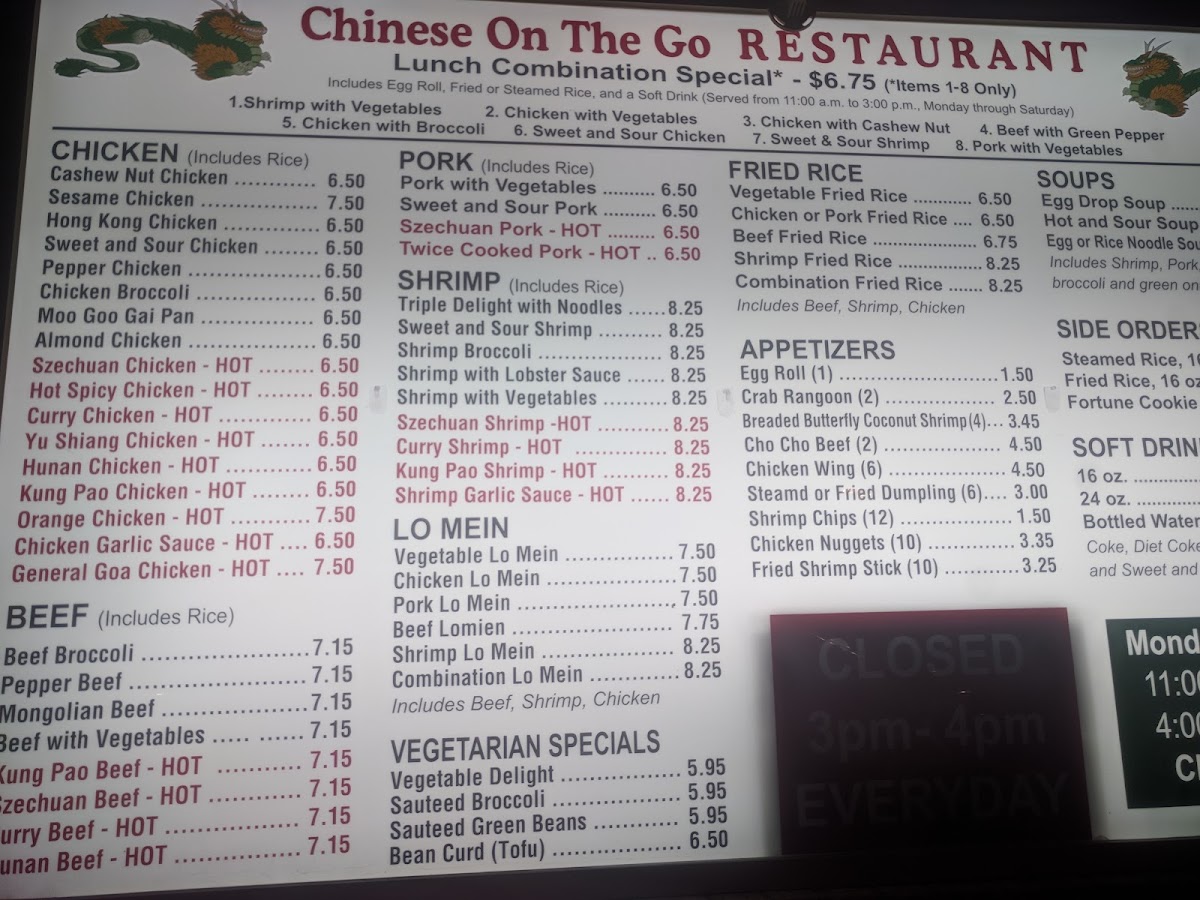 Chinese On The Go RESTAURANT
Lunch Combination Special* - $6.75 (*Items 1-8 Only)
Includes Egg Roll, Fried or Steamed Rice, and a Soft Drink (Served from 11:00 a.m. to 3:00 p.m., Monday through Saturday)
1.Shrimp with Vegetables 2. Chicken with Vegetables 3. Chicken with Cashew Nut 4. Beef with Green Pepper
5. Chicken with Broccoli 6. Sweet and Sour Chicken 7. Sweet & Sour Shrimp 8. Pork with Vegetables
CHICKEN (Includes Rice)
Cashew Nut Chicken ............ 6.50
Sesame Chicken ................. 7.50
Hong Kong Chicken .............. 6.50
Sweet and Sour Chicken ........ 6.50
Pepper Chicken ................... 6.50
Chicken Broccoli ................. 6.50
Moo Goo Gai Pan ................ 6.50
Almond Chicken ................... 6.50
Szechuan Chicken - HOT ........ 6.50
Hot Spicy Chicken - HOT ........ 6.50
Curry Chicken - HOT ............. 6.50
Yu Shiang Chicken - HOT ....... 6.50
Hunan Chicken - HOT ............ 6.50
Kung Pao Chicken - HOT ........ 6.50
Orange Chicken - HOT ........... 7.50
Chicken Garlic Sauce - HOT .... 6.50
General Goa Chicken - HOT .... 7.50
BEEF (Includes Rice)
Beef Broccoli ...................... 7.15
Pepper Beef ........................ 7.15
Mongolian Beef .................... 7.15
Beef with Vegetables ..... ...... 7.15
Kung Pao Beef - HOT .......... 7.15
Szechuan Beef - HOT ........... 7.15
urry Beef - HOT ................. 7.15
unan Beef - HOT ................ 7.15
PORK (Includes Rice)
Pork with Vegetables .......... 6.50
Sweet and Sour Pork .......... 6.50
Szechuan Pork - HOT ........ 6.50
Twice Cooked Pork - HOT .. 6.50
SHRIMP (Includes Rice)
Triple Delight with Noodles ...... 8.25
Sweet and Sour Shrimp .......... 8.25
Shrimp Broccoli .................. 8.25
Shrimp with Lobster Sauce ...... 8.25
Shrimp with Vegetables ......... 8.25
Szechuan Shrimp -HOT ........... 8.25
Curry Shrimp - HOT .............. 8.25
Kung Pao Shrimp - HOT .......... 8.25
Shrimp Garlic Sauce - HOT ...... 8.25
LO MEIN
Vegetable Lo Mein .............. 7.50
Chicken Lo Mein ................. 7.50
Pork Lo Mein ....................., 7.50
Beef Lomien ....................... 7.75
Shrimp Lo Mein ................... 8.25
Combination Lo Mein ............ 8.25
Includes Beef, Shrimp, Chicken
VEGETARIAN SPECIALS
Vegetable Delight ................ 5.95
Sauteed Broccoli ................. 5.95
Sauteed Green Beans ............ 5.95
Bean Curd (Tofu) .................. 6.50
FRIED RICE
Vegetable Fried Rice ............ 6.50
Chicken or Pork Fried Rice .... 6.50
Beef Fried Rice .................... 6.75
Shrimp Fried Rice ................ 8.25
Combination Fried Rice ....... 8.25
Includes Beef, Shrimp, Chicken
APPETIZERS
Egg Roll (1) ........................... 1.50
Crab Rangoon (2) .................. 2.50
Breaded Butterfly Coconut Shrimp(4)... 3.45
Cho Cho Beef (2) .................... 4.50
Chicken Wing (6) .................... 4.50
Steamd or Fried Dumpling (6).... 3.00
Shrimp Chips (12) ................... 1.50
Chicken Nuggets (10) .............. 3.35
Fried Shrimp Stick (10) ............ 3.25
CLOSED
3pm- 4pm
EVERYDAY
SOUPS
Egg Drop Soup ......
Hot and Sour Soup
Egg or Rice Noodle Sou
Includes Shrimp, Pork,
broccoli and green on
SIDE ORDER
Steamed Rice, 16
Fried Rice, 16 oz
Fortune Cookie
SOFT DRIN
16 oz. ...............
24 oz. ...............
Bottled Water
Coke, Diet Coke
and Sweet and
Mond
11:00
4:00
Cl